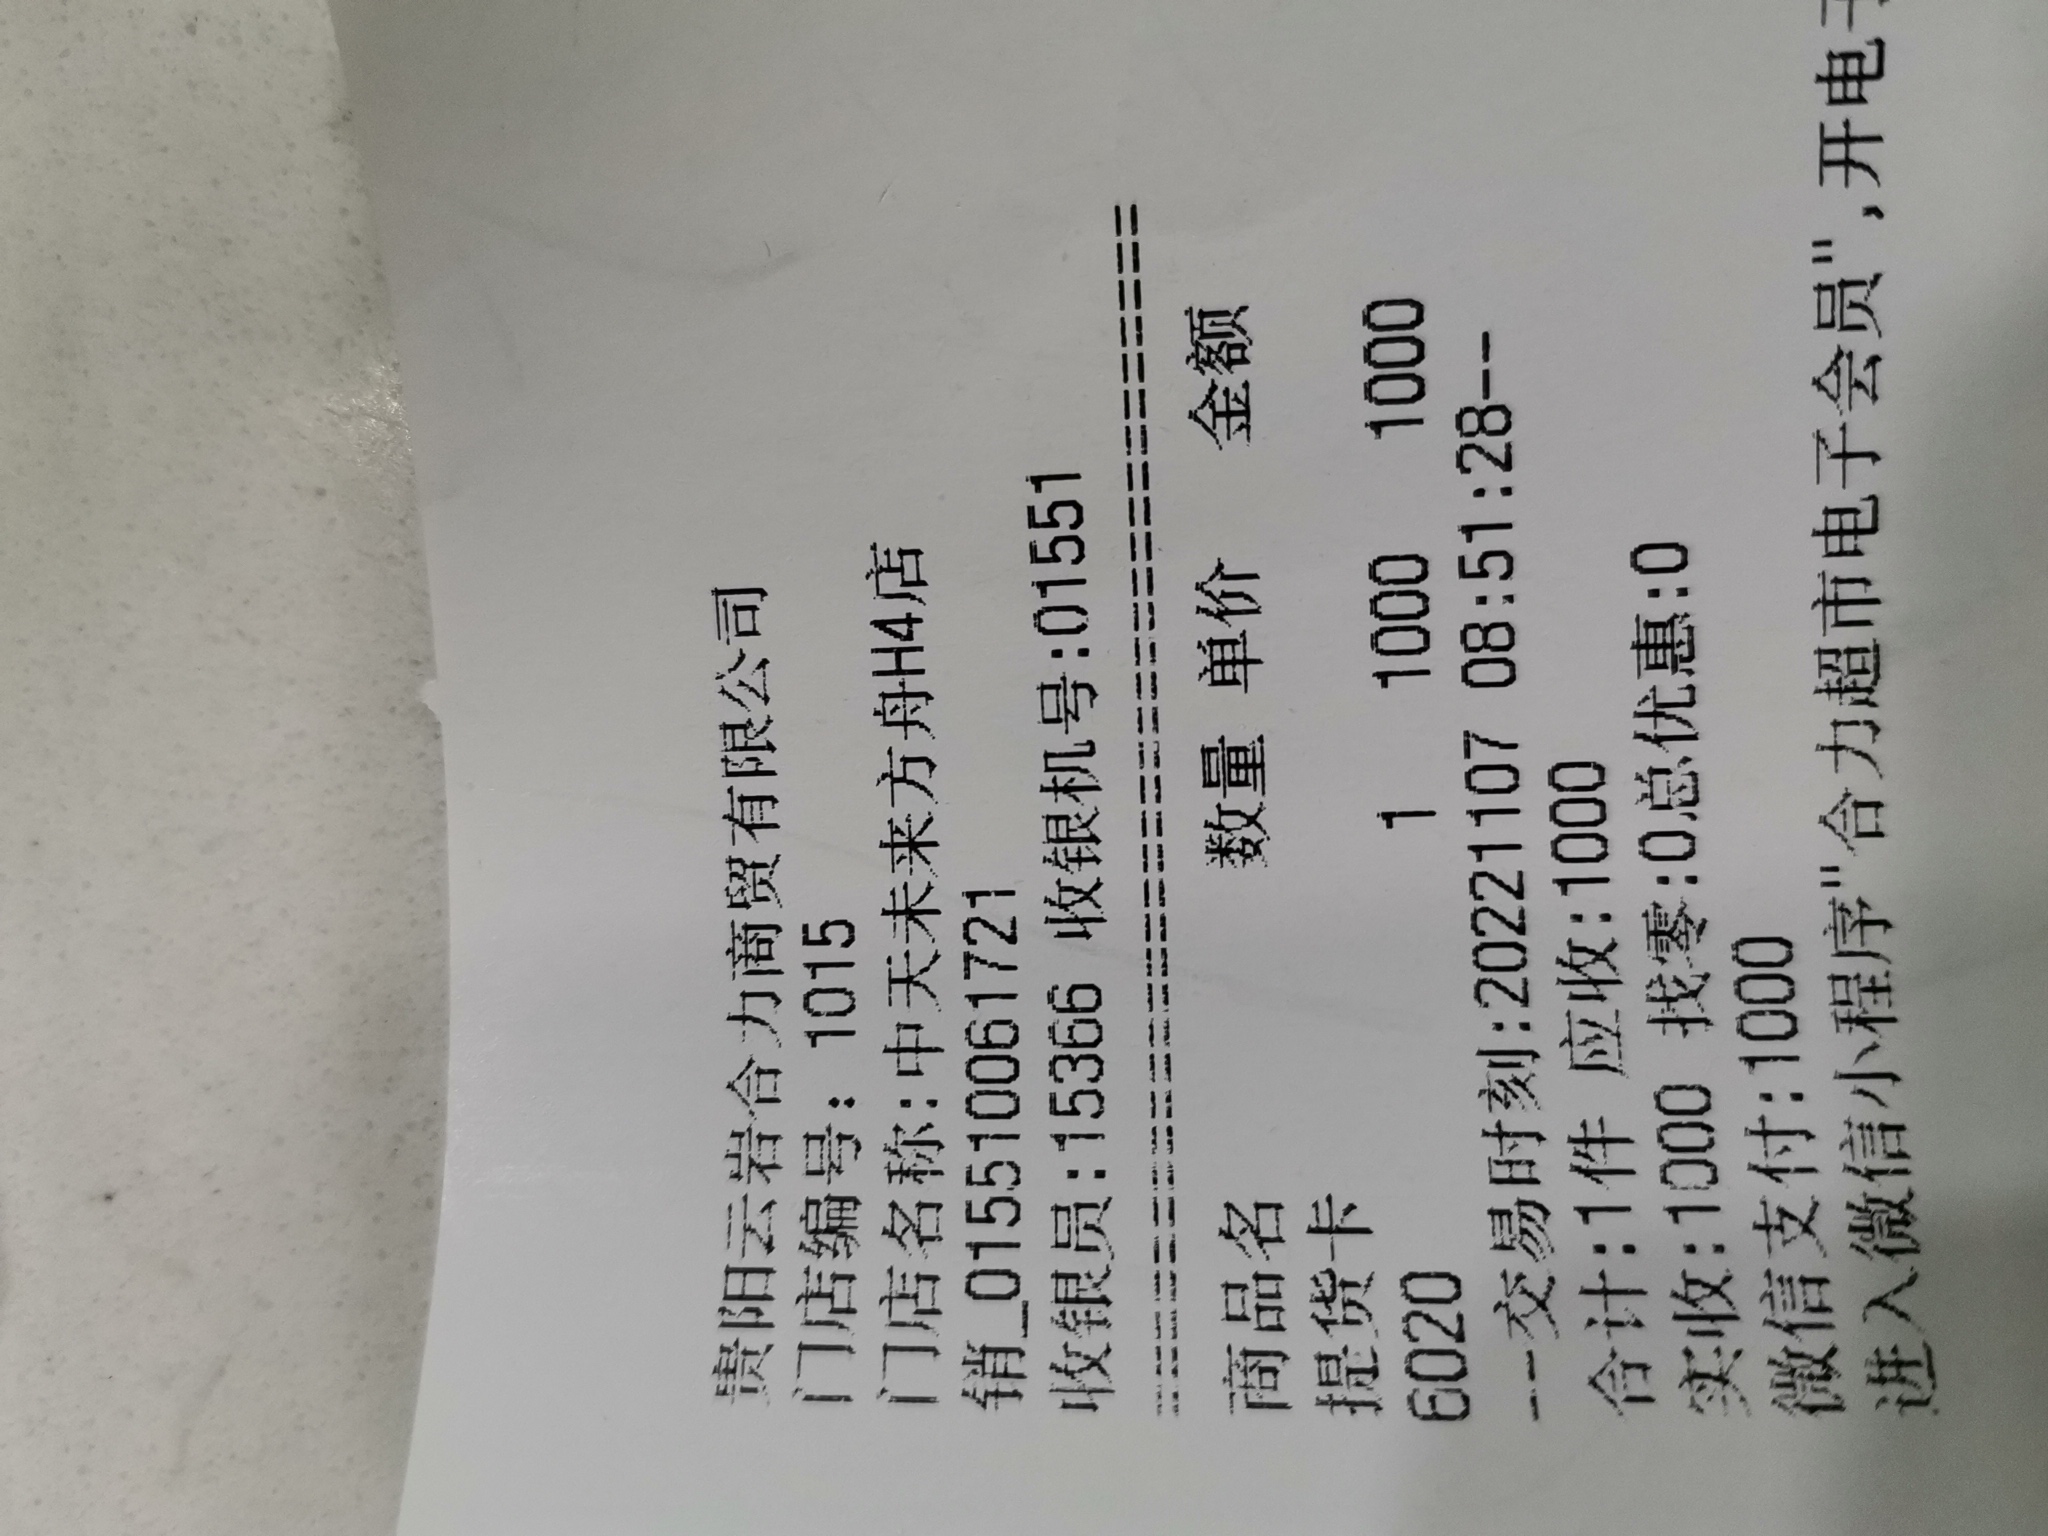 贵阳云岩合力商贸有限公司
门店编号: 1015
门店名称:中天未来方舟H4店
销_0155100617​21
收银员:15366 收银机号:01551
商品名 数量 单价 金额
提货卡
6020 1 1000 1000
--交易时刻:20221107 08:51:28--
合计:1件 应收:1000
实收:1000 找零:0总优惠:0
微信支付:1000
进入微信小程序"合力超市电子会员",开电子